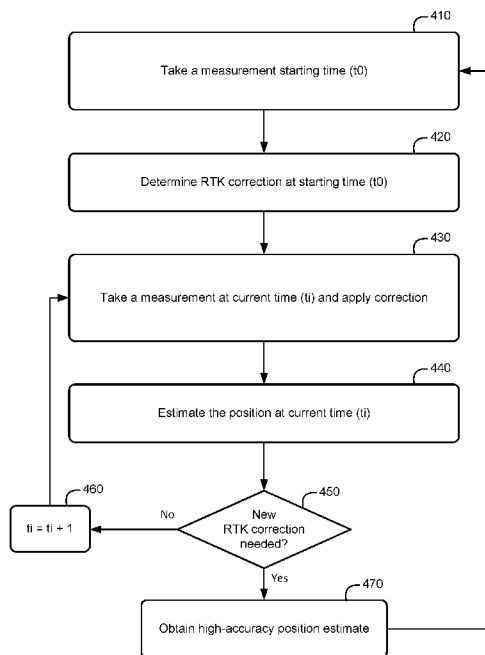 410
Take a measurement starting time (t0)
420
Determine RTK correction at starting time (t0)
430
Take a measurement at current time (ti) and apply correction
440
Estimate the position at current time (ti)
450
New
RTK correction
needed?
No
460
ti = ti + 1
Yes
470
Obtain high-accuracy position estimate